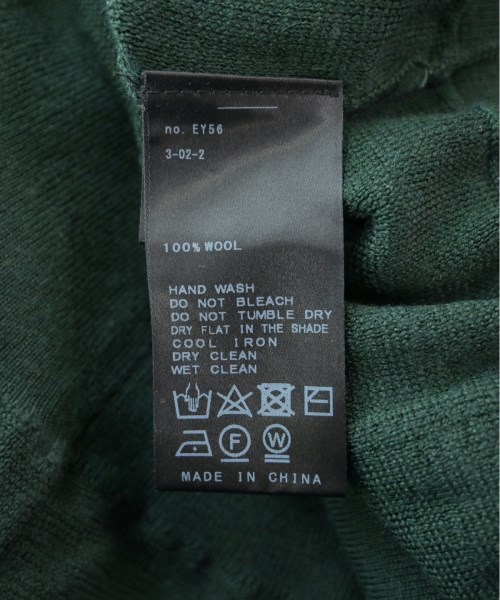 no. EY56
3-02-2
100% WOOL
HAND WASH
DO NOT BLEACH
DO NOT TUMBLE DRY
DRY FLAT IN THE SHADE
COOL IRON
DRY CLEAN
WET CLEAN
F W
MADE IN CHINA